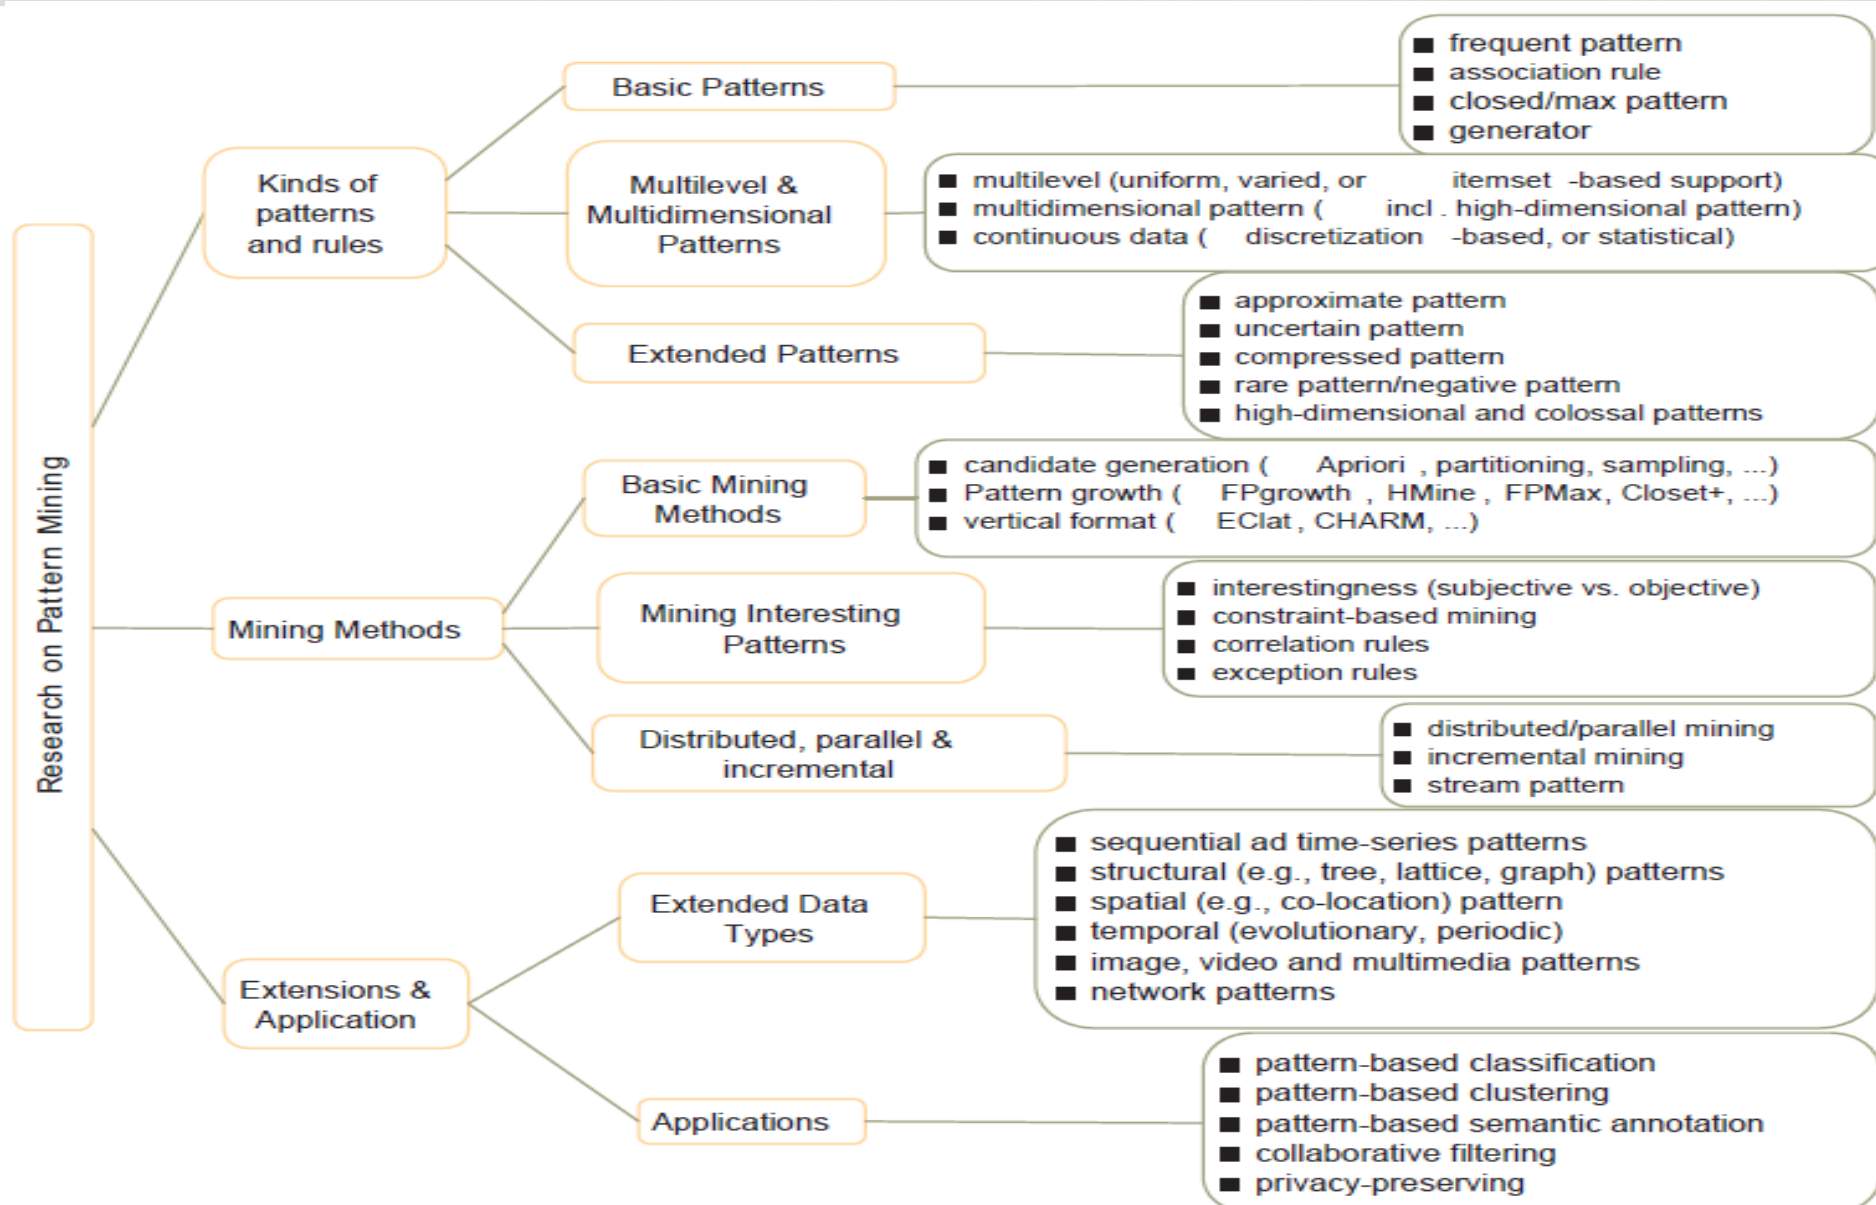 Research on Pattern Mining
Kinds of
patterns
and rules
Basic Patterns
■ frequent pattern
■ association rule
■ closed/max pattern
■ generator
Multilevel &
Multidimensional
Patterns
■ multilevel (uniform, varied, or itemset -based support)
■ multidimensional pattern ( incl . high-dimensional pattern)
■ continuous data ( discretization -based, or statistical)
Extended Patterns
■ approximate pattern
■ uncertain pattern
■ compressed pattern
■ rare pattern/negative pattern
■ high-dimensional and colossal patterns
Mining Methods
Basic Mining
Methods
■ candidate generation ( Apriori , partitioning, sampling, ...)
■ Pattern growth ( FPgrowth , HMine , FPMax, Closet+, ...)
■ vertical format ( EClat , CHARM, ...)
Mining Interesting
Patterns
■ interestingness (subjective vs. objective)
■ constraint-based mining
■ correlation rules
■ exception rules
Distributed, parallel &
incremental
■ distributed/parallel mining
■ incremental mining
■ stream pattern
Extensions &
Application
Extended Data
Types
■ sequential ad time-series patterns
■ structural (e.g., tree, lattice, graph) patterns
■ spatial (e.g., co-location) pattern
■ temporal (evolutionary, periodic)
■ image, video and multimedia patterns
■ network patterns
Applications
■ pattern-based classification
■ pattern-based clustering
■ pattern-based semantic annotation
■ collaborative filtering
■ privacy-preserving